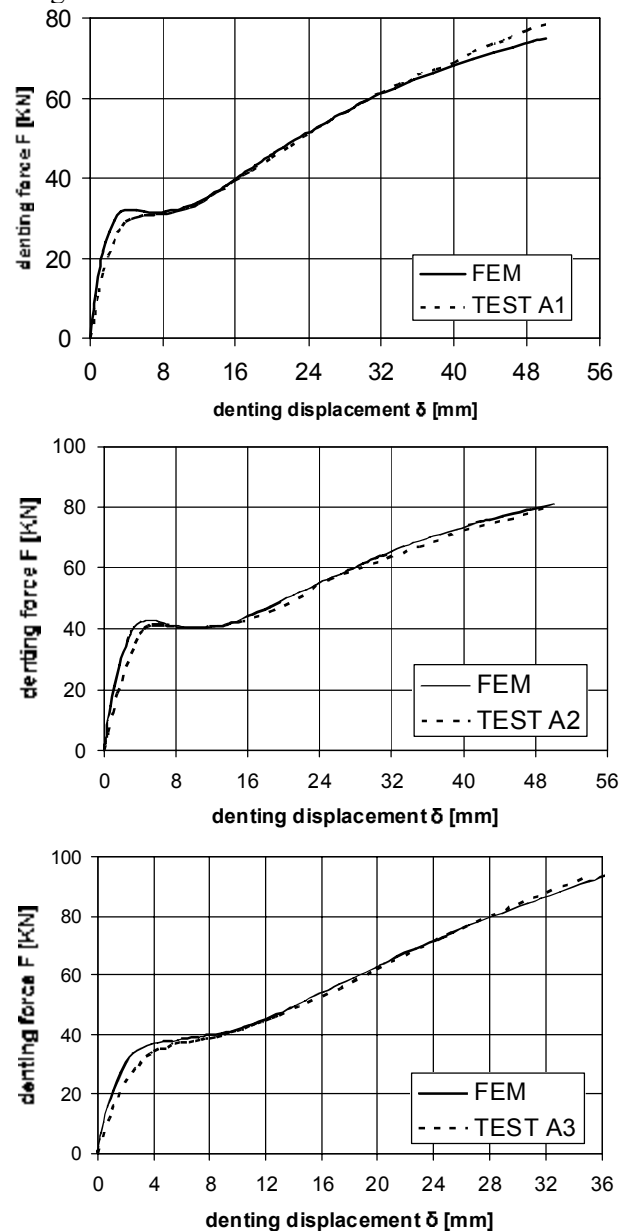 80
60
40
20
0
denting force F [KN]
FEM
TEST A1
0 8 16 24 32 40 48 56
denting displacement δ [mm]
100
80
60
40
20
0
denting force F [KN]
FEM
TEST A2
0 8 16 24 32 40 48 56
denting displacement δ [mm]
100
80
60
40
20
0
denting force F [KN]
FEM
TEST A3
0 4 8 12 16 20 24 28 32 36
denting displacement δ [mm]